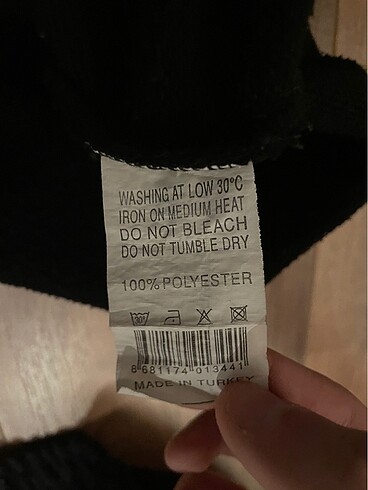 WASHING AT LOW 30°C
IRON ON MEDIUM HEAT
DO NOT BLEACH
DO NOT TUMBLE DRY
100% POLYESTER
30°
8 681174 013441
MADE IN TURKEY